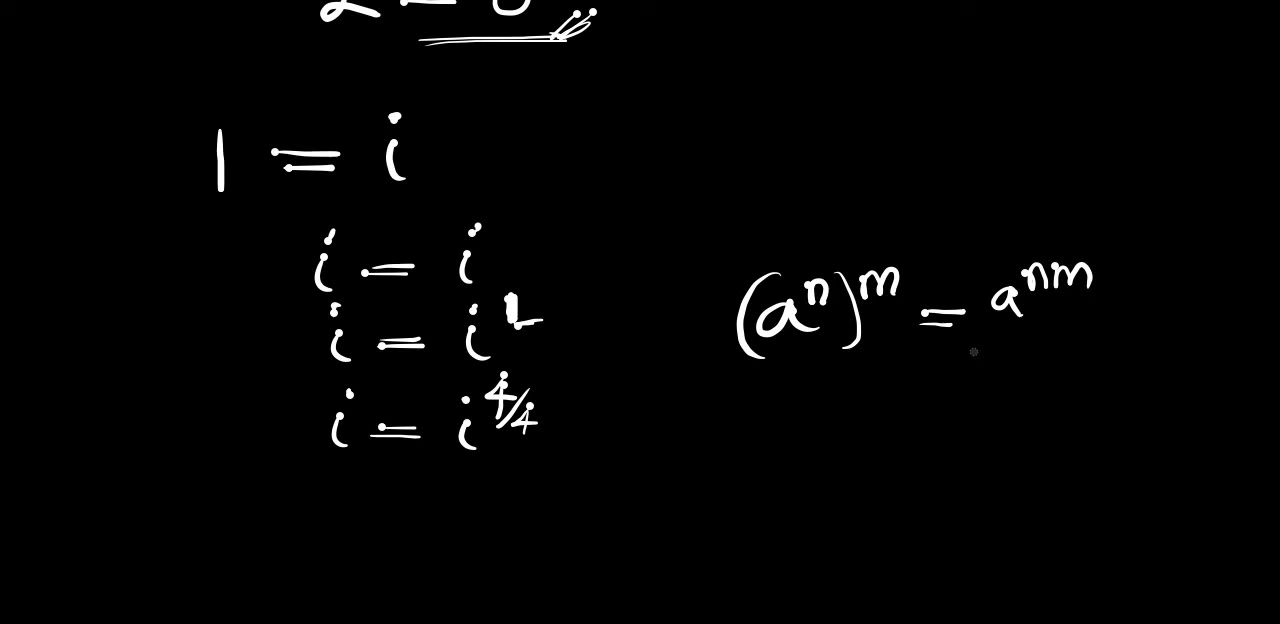 1 = i
i = i
i = i^1
(a^n)^m = a^nm
i = i^4/4